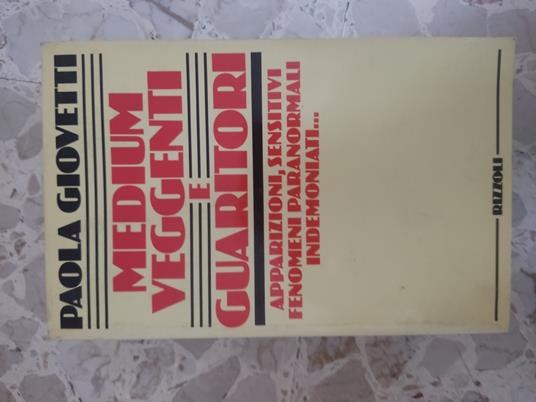 PAOLA GIOVETTI
MEDIUM
VEGGENTI
E
GUARITORI
APPARIZIONI, SENSITIVI
FENOMENI PARANORMALI
INDEMONIATI...
RIZZOLI